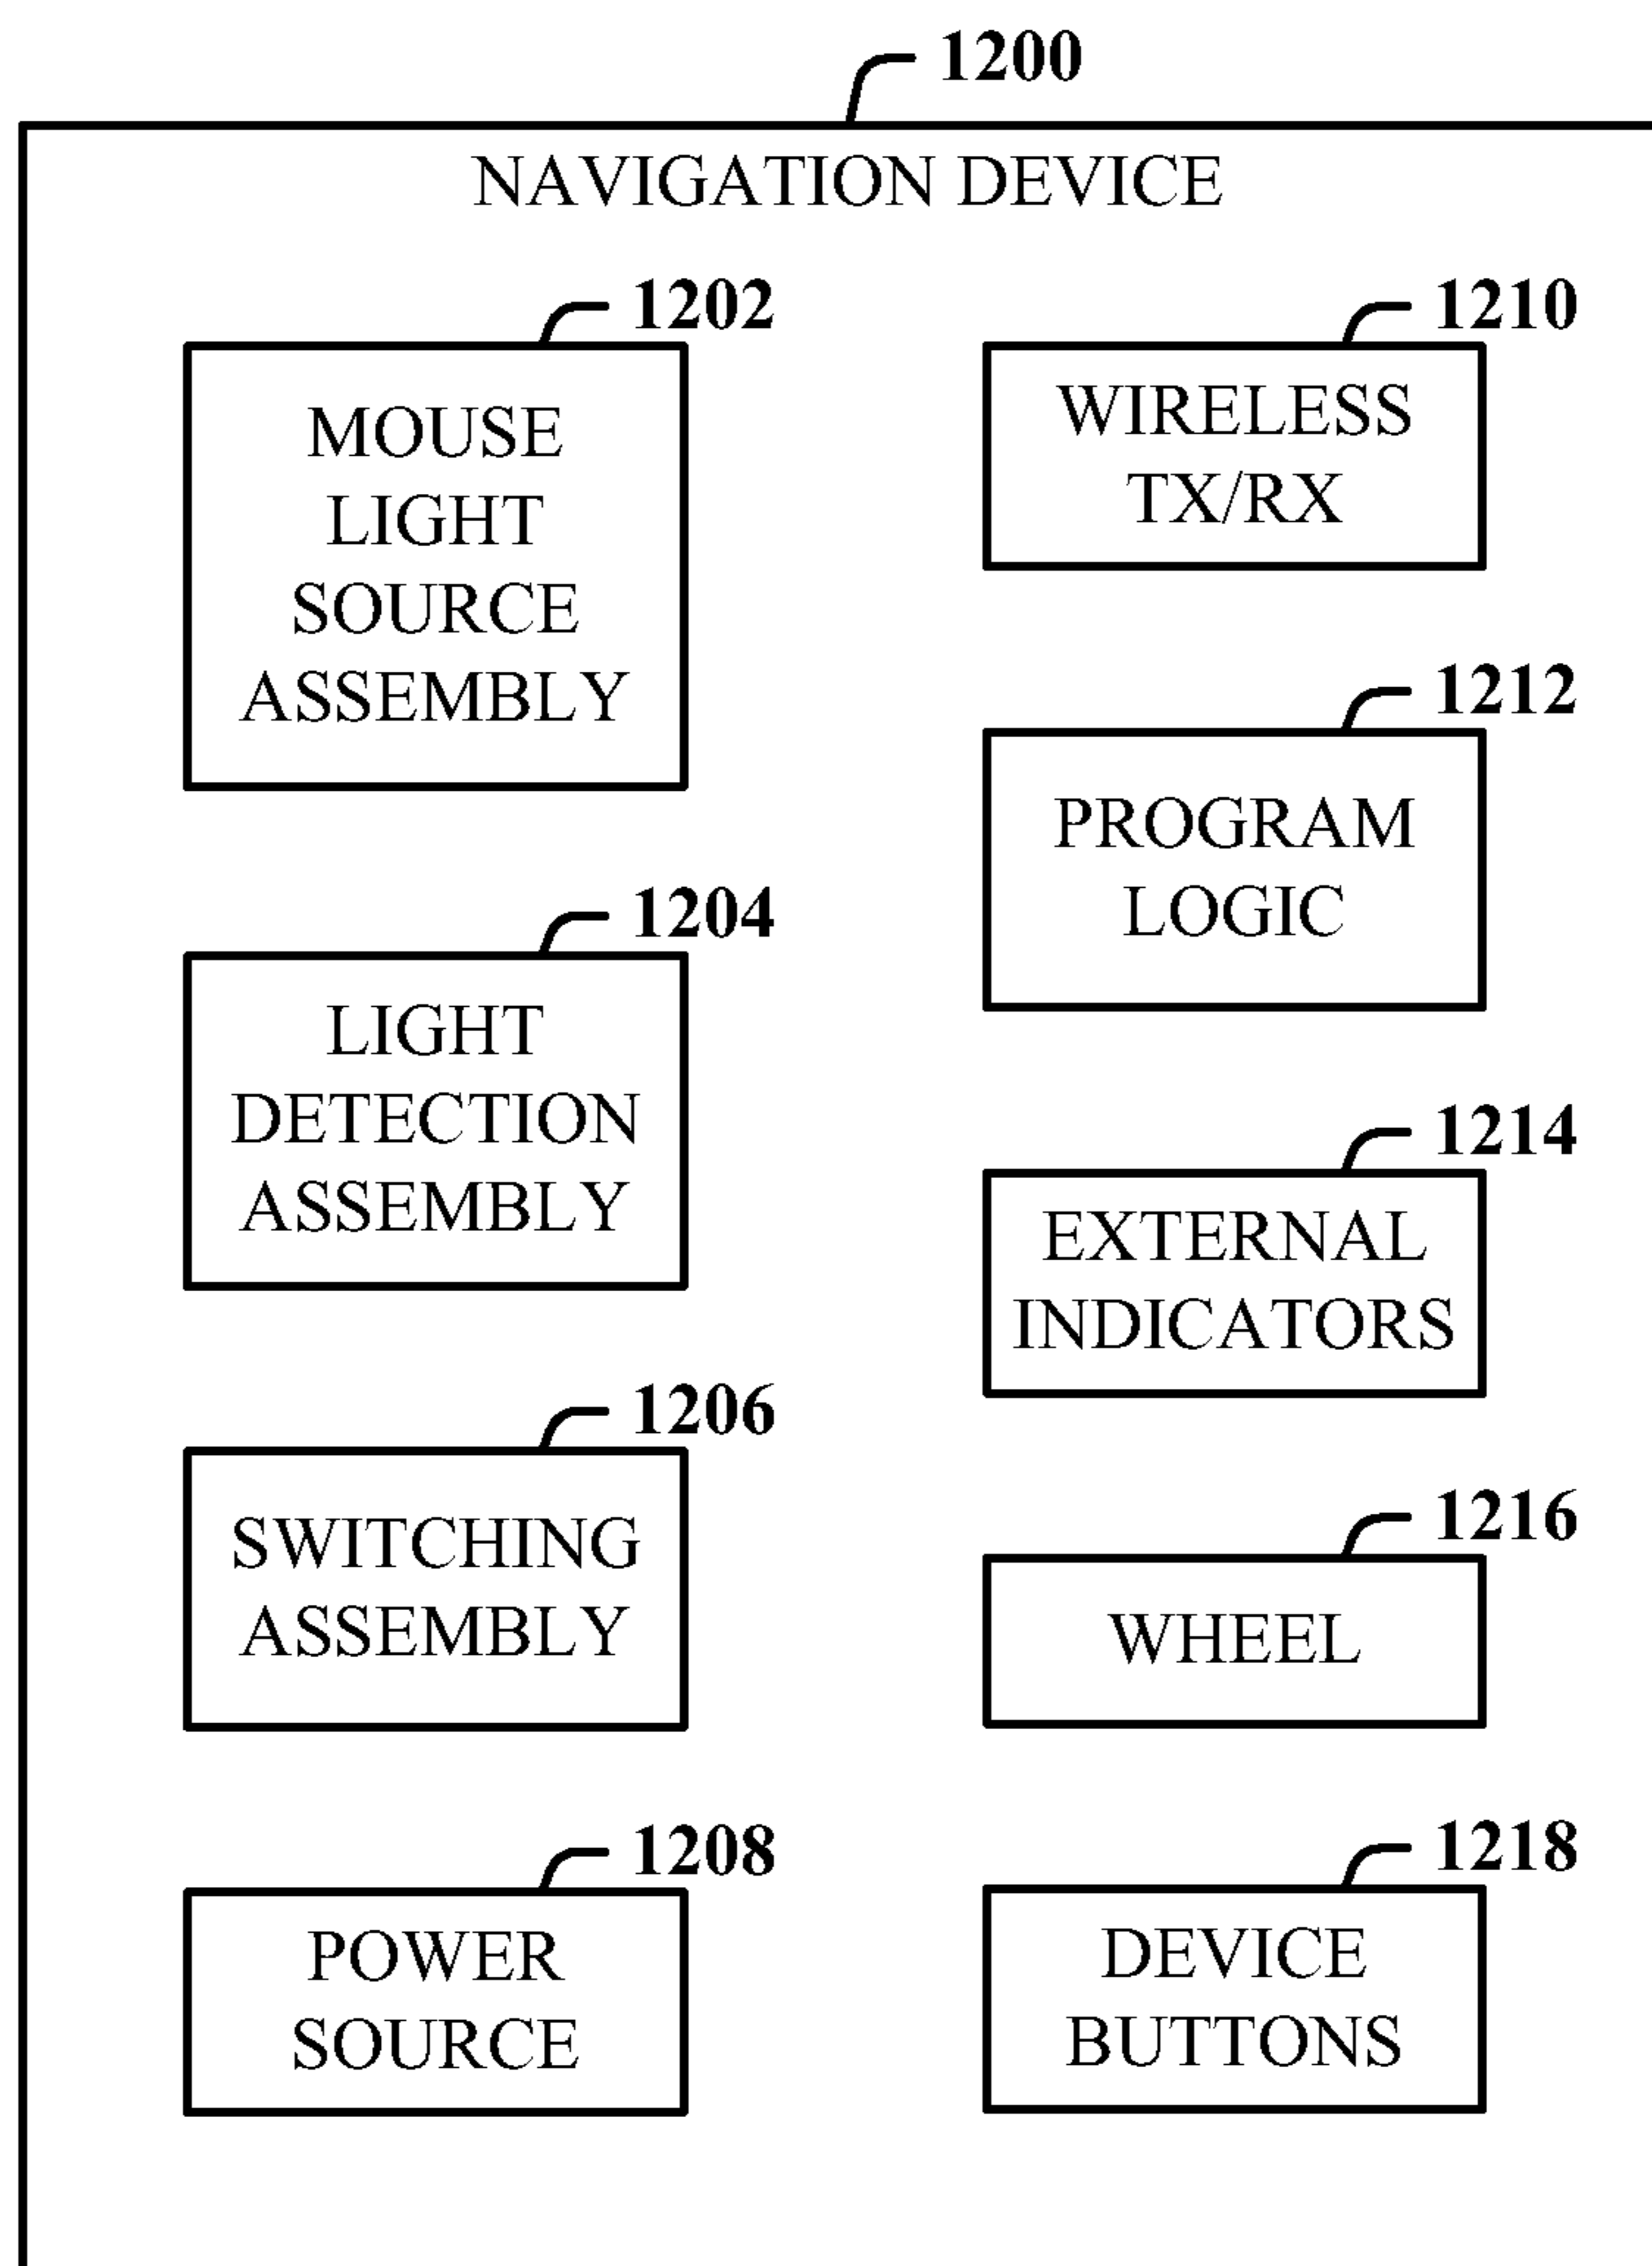 1200
NAVIGATION DEVICE
1202
MOUSE
LIGHT
SOURCE
ASSEMBLY
1204
LIGHT
DETECTION
ASSEMBLY
1206
SWITCHING
ASSEMBLY
1208
POWER
SOURCE
1210
WIRELESS
TX/RX
1212
PROGRAM
LOGIC
1214
EXTERNAL
INDICATORS
1216
WHEEL
1218
DEVICE
BUTTONS